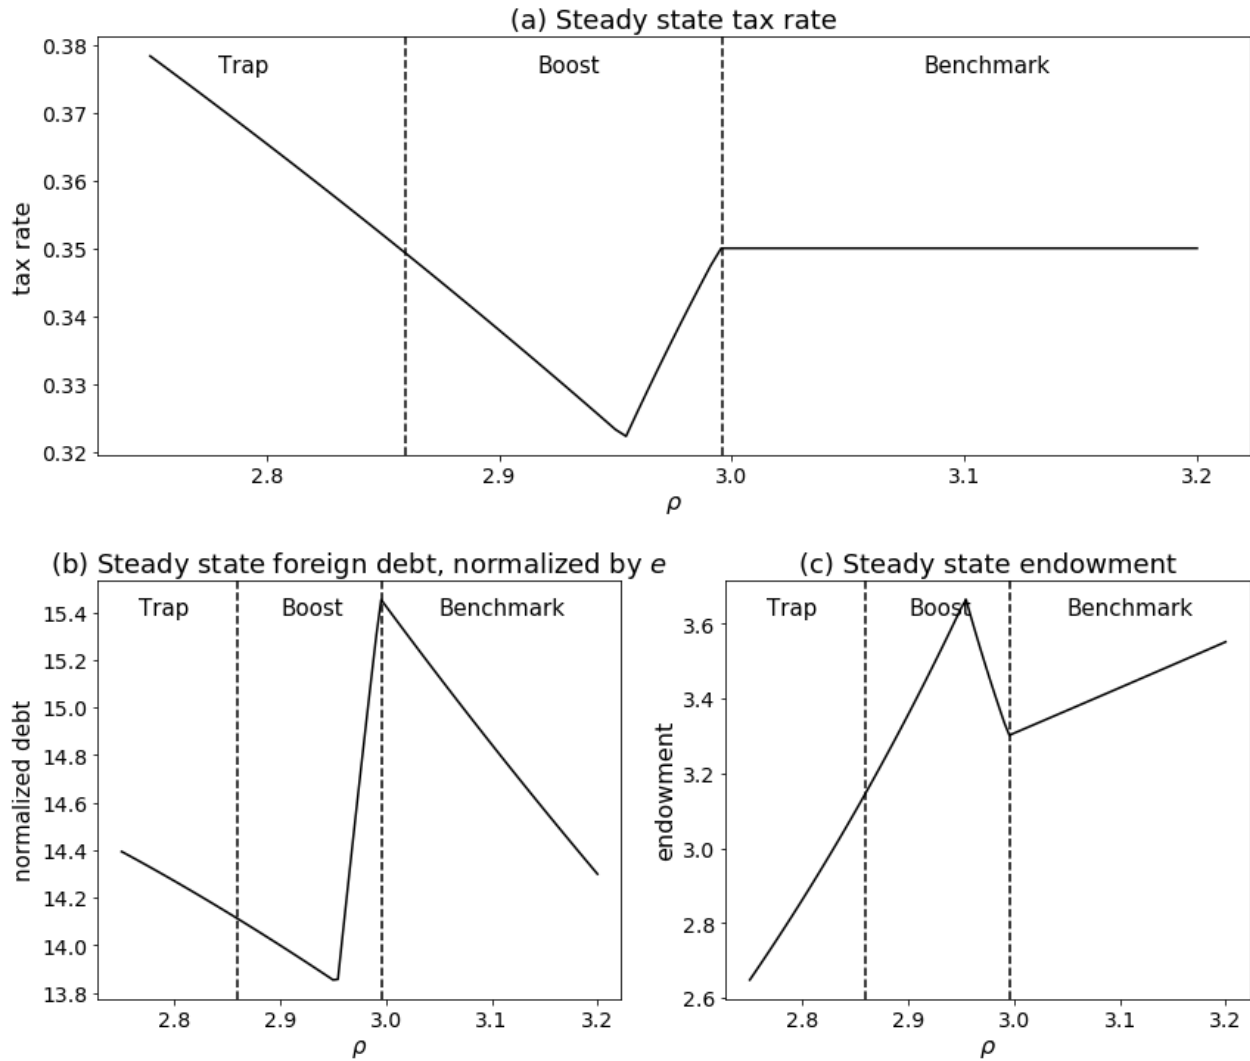 (a) Steady state tax rate
Trap Boost Benchmark
0.38
0.37
0.36
0.35
0.34
0.33
0.32
tax rate
2.8 2.9 3.0 3.1 3.2
ρ
(b) Steady state foreign debt, normalized by e
Trap Boost Benchmark
15.4
15.2
15.0
14.8
14.6
14.4
14.2
14.0
13.8
normalized debt
2.8 2.9 3.0 3.1 3.2
ρ
(c) Steady state endowment
Trap Boost Benchmark
3.6
3.4
3.2
3.0
2.8
2.6
endowment
2.8 2.9 3.0 3.1 3.2
ρ